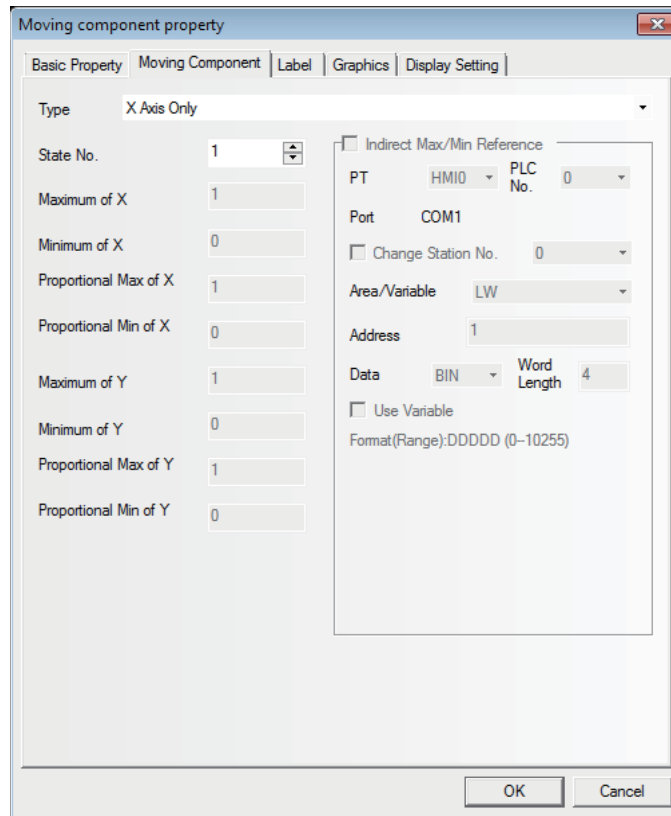 Moving component property
Basic Property Moving Component Label Graphics Display Setting
Type X Axis Only
State No. 1
Maximum of X 1
Minimum of X 0
Proportional Max of X 1
Proportional Min of X 0
Maximum of Y 1
Minimum of Y 0
Proportional Max of Y 1
Proportional Min of Y 0
Indirect Max/Min Reference
PT HMI0 PLC No. 0
Port COM1
Change Station No. 0
Area/Variable LW
Address 1
Data BIN Word Length 4
Use Variable
Format(Range):DDDDD (0--10255)
OK Cancel